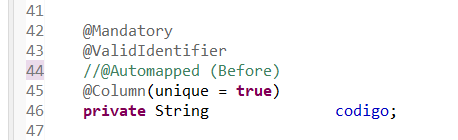 41
42 @Mandatory
43 @ValidIdentifier
44 //@Automapped (Before)
45 @Column(unique = true)
46 private String codigo;
47